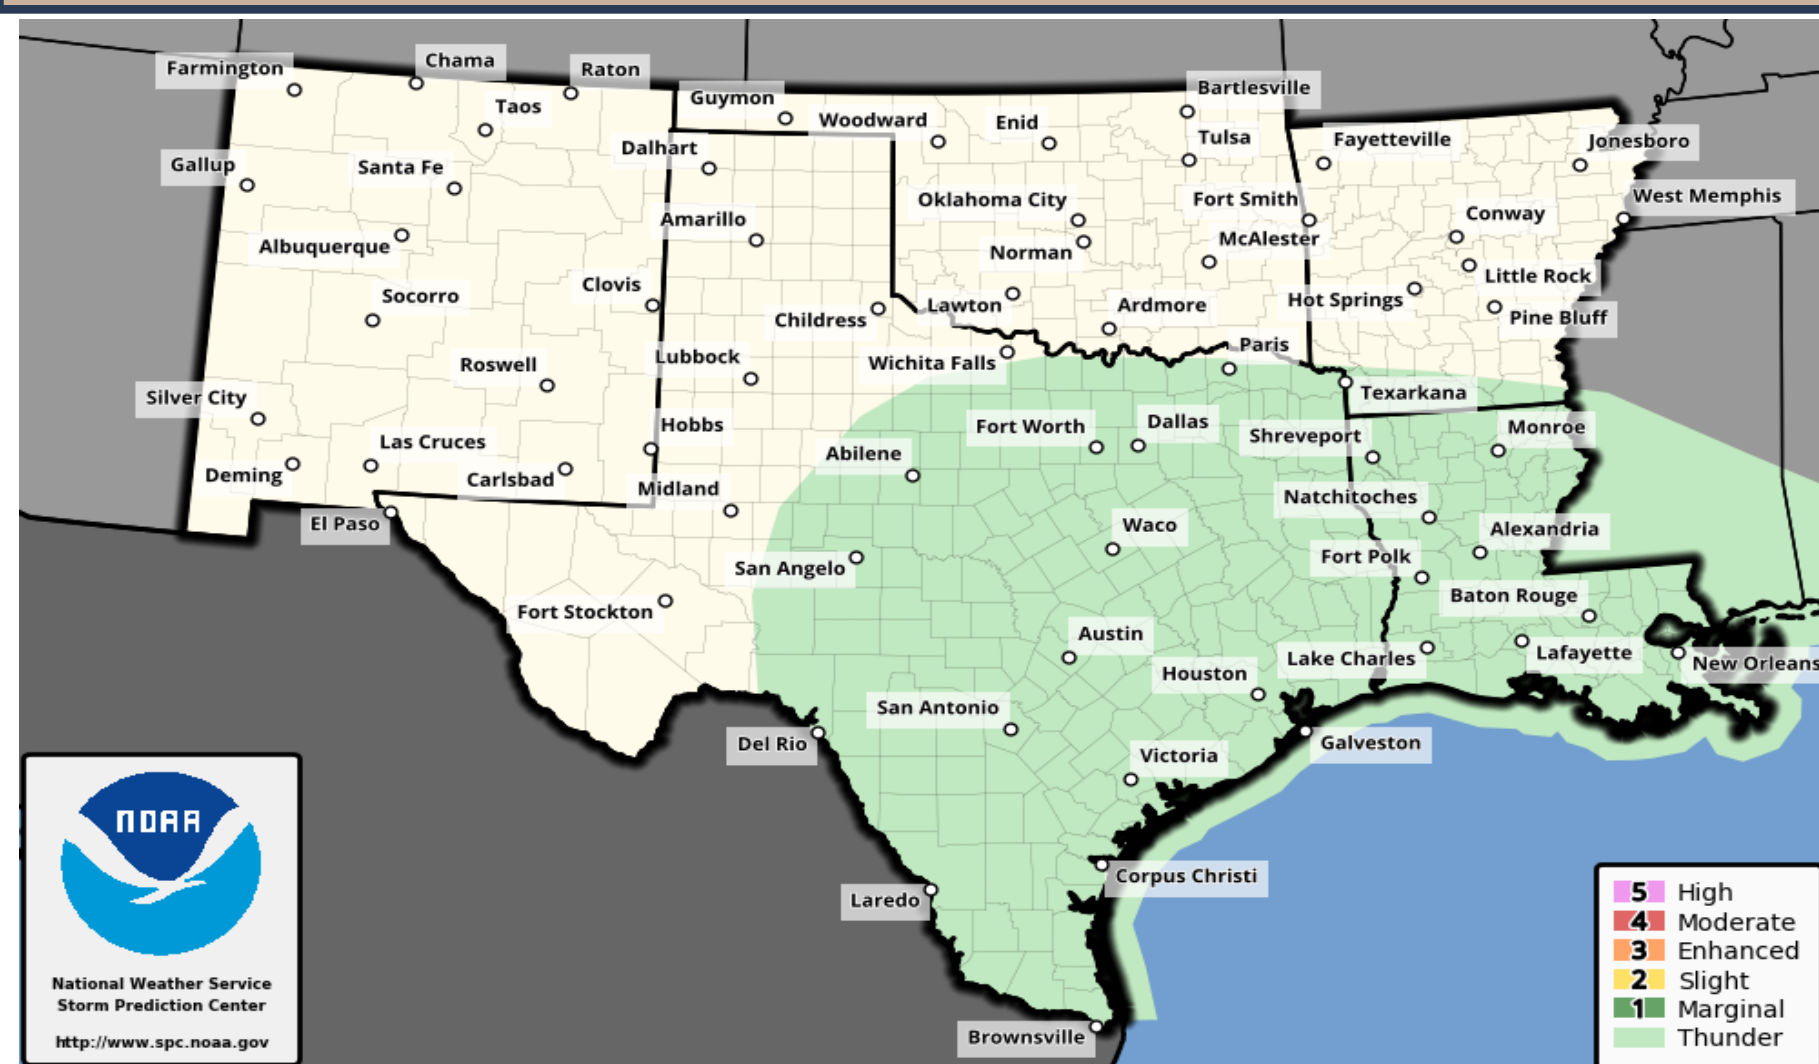 Farmington
Chama
Raton
Taos
Guymon
Woodward
Enid
Bartlesville
Tulsa
Fayetteville
Jonesboro
Gallup
Santa Fe
Dalhart
Oklahoma City
Fort Smith
Conway
West Memphis
Albuquerque
Amarillo
Norman
McAlester
Little Rock
Socorro
Clovis
Childress
Lawton
Ardmore
Hot Springs
Pine Bluff
Roswell
Lubbock
Wichita Falls
Paris
Texarkana
Silver City
Las Cruces
Hobbs
Abilene
Fort Worth
Dallas
Shreveport
Monroe
Deming
Carlsbad
Midland
Natchitoches
El Paso
San Angelo
Waco
Fort Polk
Alexandria
Fort Stockton
Austin
Baton Rouge
Houston
Lake Charles
Lafayette
New Orleans
San Antonio
Del Rio
Victoria
Galveston
Laredo
Corpus Christi
Brownsville
NOAA
National Weather Service
Storm Prediction Center
http://www.spc.noaa.gov
5 High
4 Moderate
3 Enhanced
2 Slight
1 Marginal
Thunder